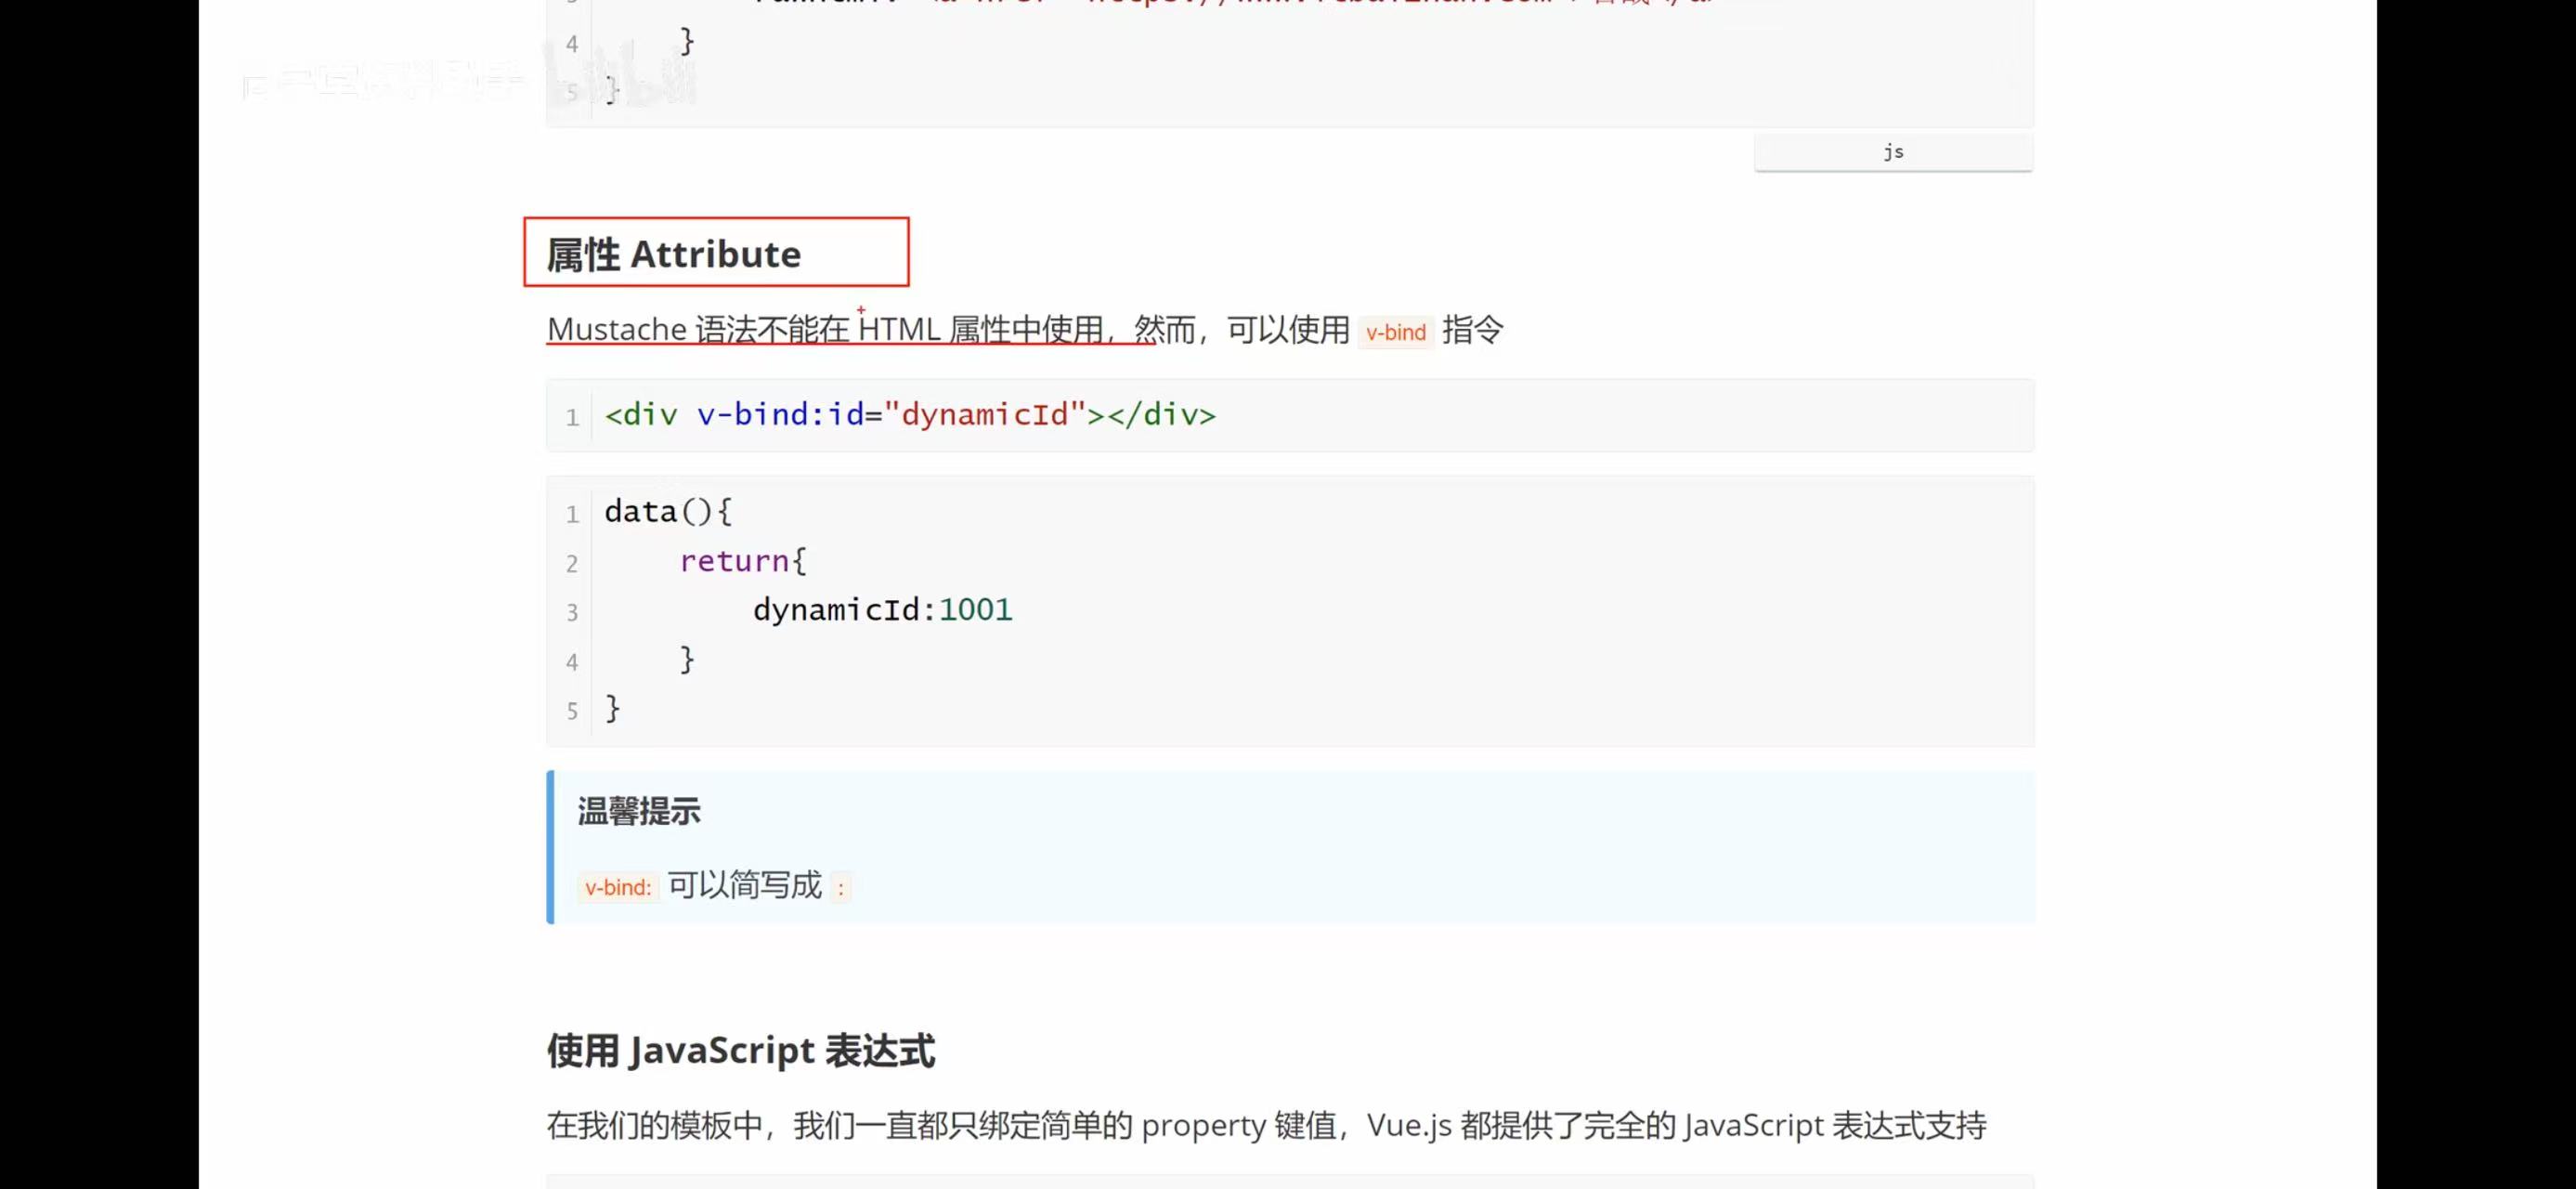 4 }
5 }
bilibili
js
属性 Attribute
Mustache 语法不能在 HTML 属性中使用，然而，可以使用 v-bind 指令
1 <div v-bind:id="dynamicId"></div>
1 data(){
2 return{
3 dynamicId:1001
4 }
5 }
温馨提示
v-bind: 可以简写成 :
使用 JavaScript 表达式
在我们的模板中，我们一直都只绑定简单的 property 键值，Vue.js 都提供了完全的 JavaScript 表达式支持